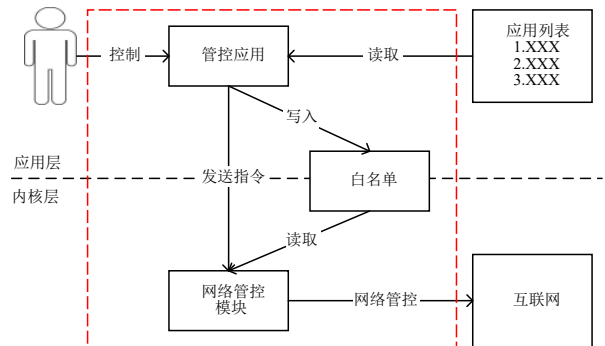 应用列表
1.XXX
2.XXX
3.XXX
控制
管控应用
读取
写入
应用层
发送指令
白名单
内核层
读取
网络管控
模块
网络管控
互联网